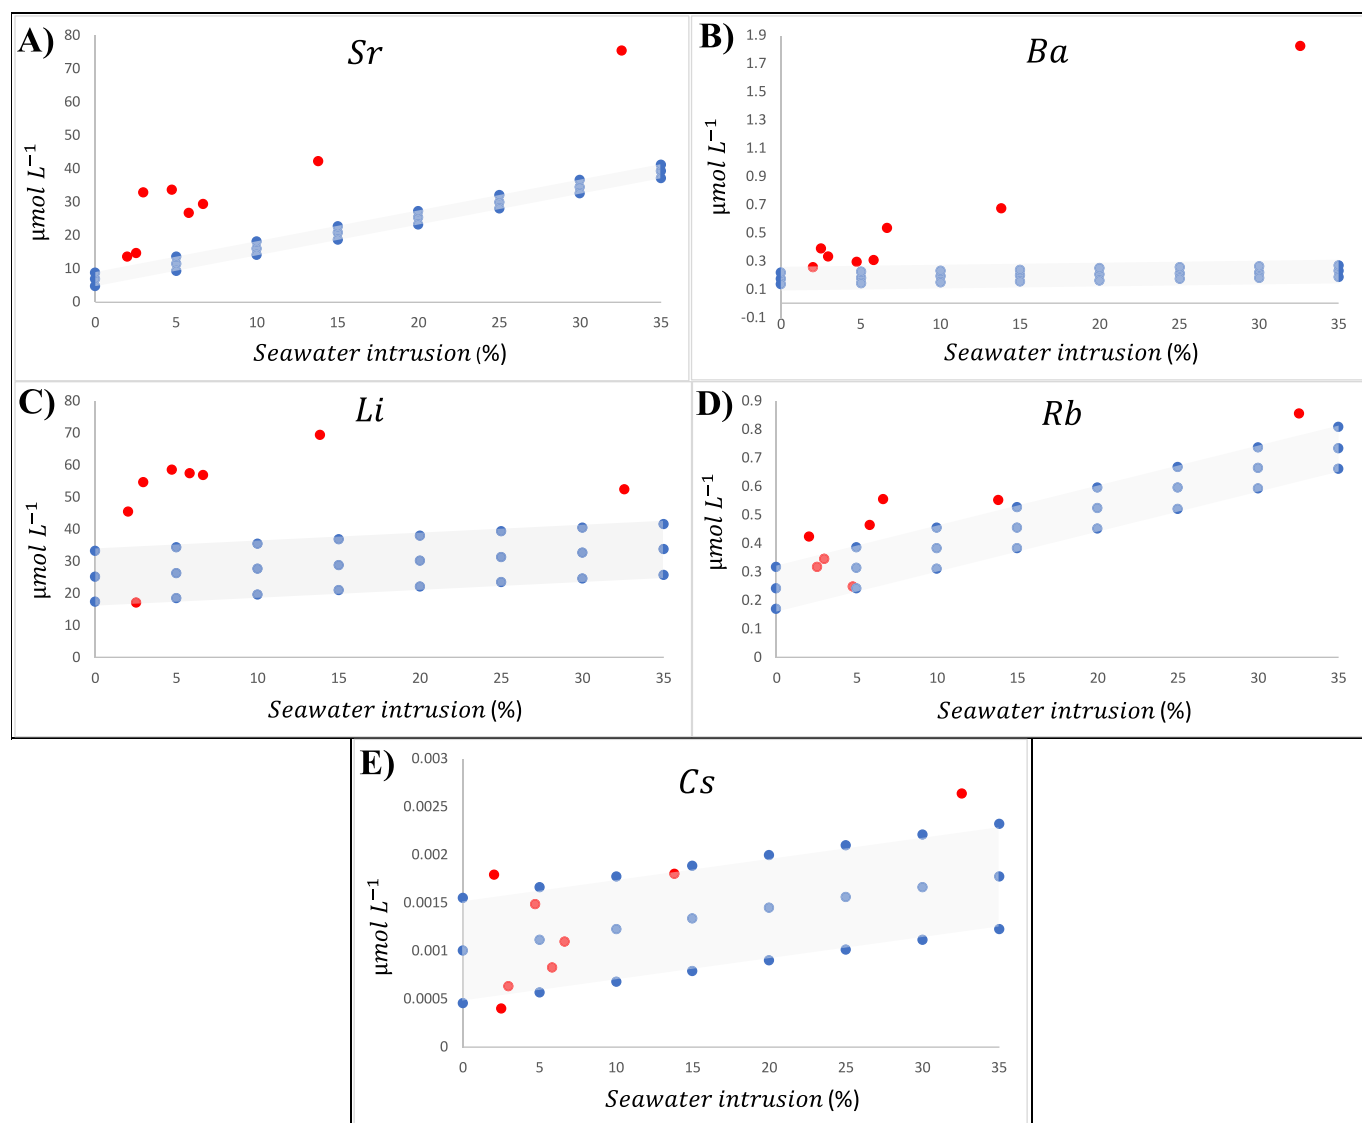 A)
Sr
80
70
60
50
40
30
20
10
0
μmol L⁻¹
0 5 10 15 20 25 30 35
Seawater intrusion (%)
B)
Ba
1.9
1.7
1.5
1.3
1.1
0.9
0.7
0.5
0.3
0.1
-0.1
μmol L⁻¹
0 5 10 15 20 25 30 35
Seawater intrusion (%)
C)
Li
80
70
60
50
40
30
20
10
0
μmol L⁻¹
0 5 10 15 20 25 30 35
Seawater intrusion (%)
D)
Rb
0.9
0.8
0.7
0.6
0.5
0.4
0.3
0.2
0.1
0
μmol L⁻¹
0 5 10 15 20 25 30 35
Seawater intrusion (%)
E)
Cs
0.003
0.0025
0.002
0.0015
0.001
0.0005
0
μmol L⁻¹
0 5 10 15 20 25 30 35
Seawater intrusion (%)